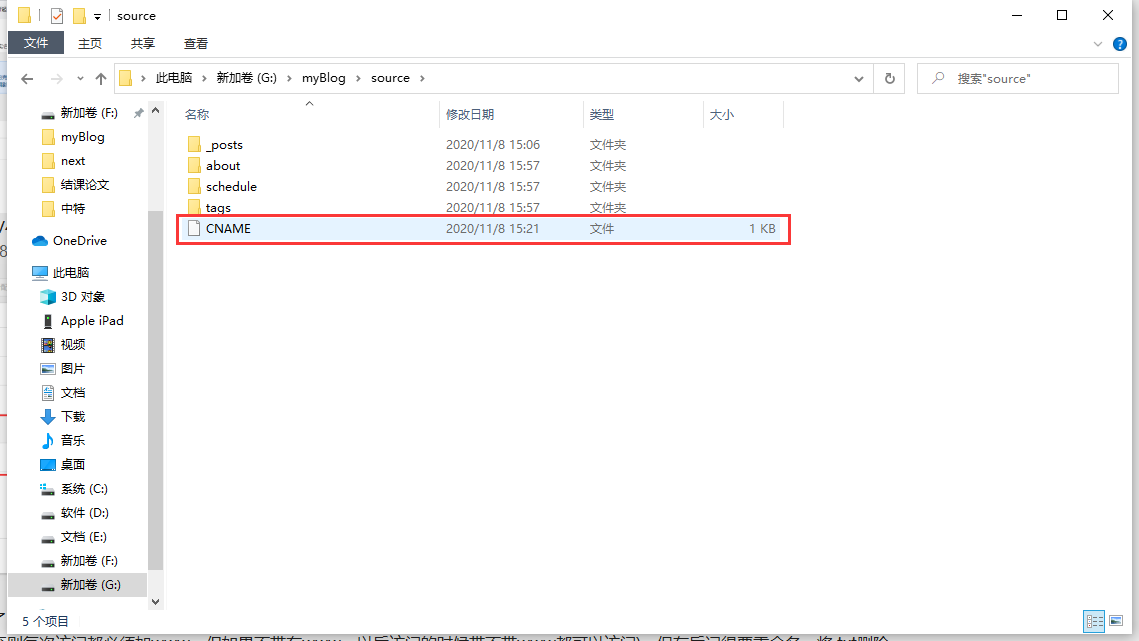 source
文件 主页 共享 查看
此电脑 新加卷 (G:) myBlog source 搜索"source"
新加卷 (F:)
myBlog
next
结课论文
中特
OneDrive
此电脑
3D 对象
Apple iPad
视频
图片
文档
下载
音乐
桌面
系统 (C:)
软件 (D:)
文档 (E:)
新加卷 (F:)
新加卷 (G:)
名称 修改日期 类型 大小
_posts 2020/11/8 15:06 文件夹
about 2020/11/8 15:57 文件夹
schedule 2020/11/8 15:57 文件夹
tags 2020/11/8 15:57 文件夹
CNAME 2020/11/8 15:21 文件 1 KB
5 个项目